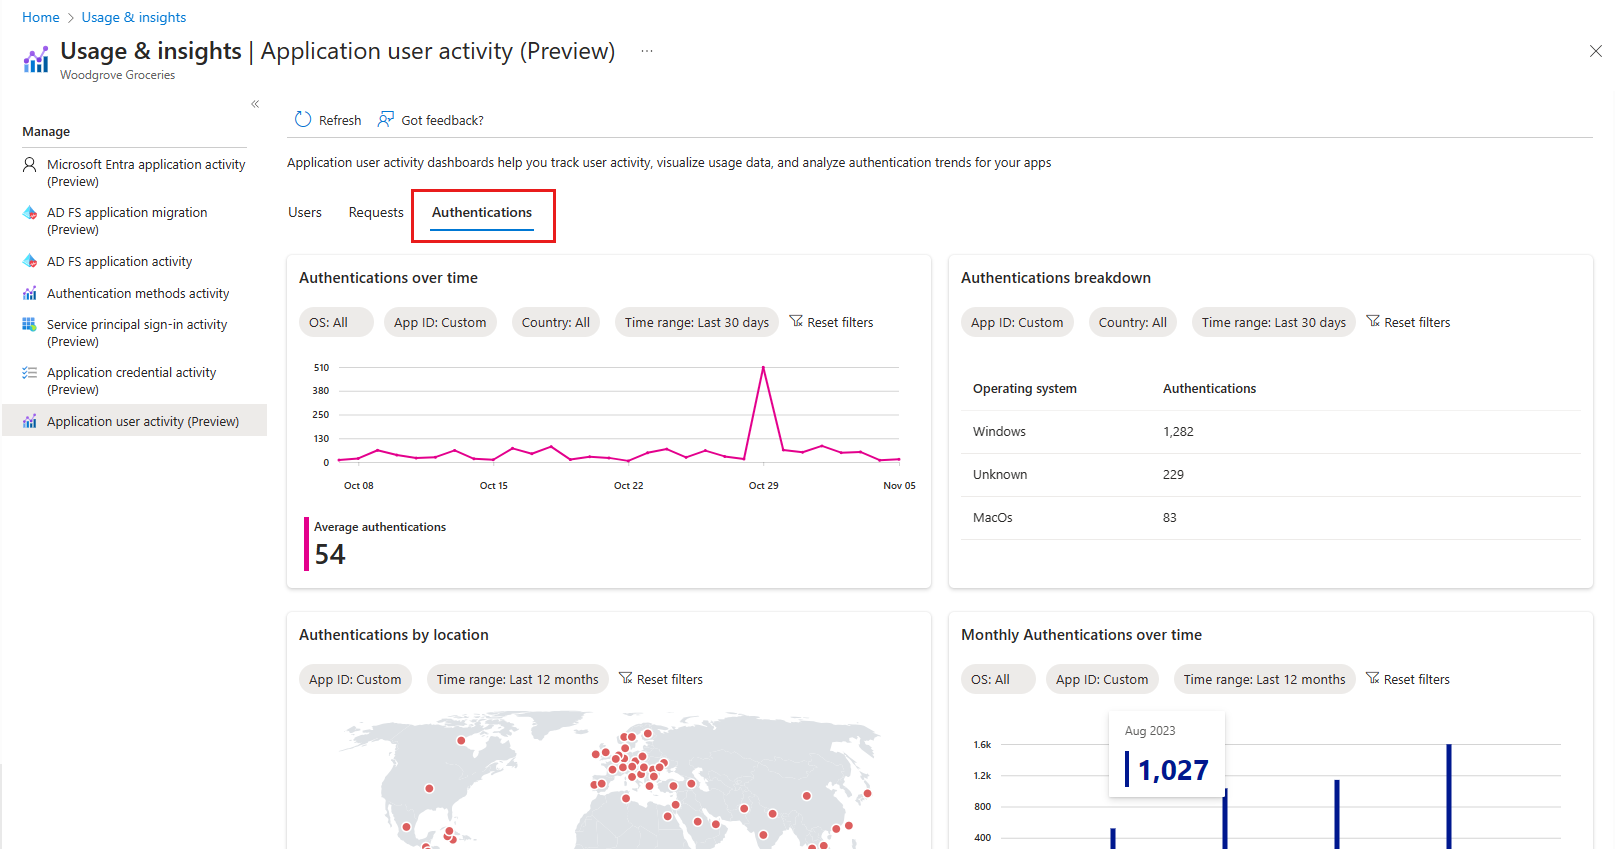 Home > Usage & insights
Usage & insights | Application user activity (Preview) ...
Woodgrove Groceries
«
Manage
Microsoft Entra application activity
(Preview)
AD FS application migration
(Preview)
AD FS application activity
Authentication methods activity
Service principal sign-in activity
(Preview)
Application credential activity
(Preview)
Application user activity (Preview)
Refresh Got feedback?
Application user activity dashboards help you track user activity, visualize usage data, and analyze authentication trends for your apps
Users Requests Authentications
Authentications over time
OS: All App ID: Custom Country: All Time range: Last 30 days Reset filters
510
380
250
130
0
Oct 08 Oct 15 Oct 22 Oct 29 Nov 05
Average authentications
54
Authentications breakdown
App ID: Custom Country: All Time range: Last 30 days Reset filters
Operating system Authentications
Windows 1,282
Unknown 229
MacOs 83
Authentications by location
App ID: Custom Time range: Last 12 months Reset filters
Monthly Authentications over time
OS: All App ID: Custom Time range: Last 12 months Reset filters
Aug 2023
1,027
1.6k
1.2k
800
400